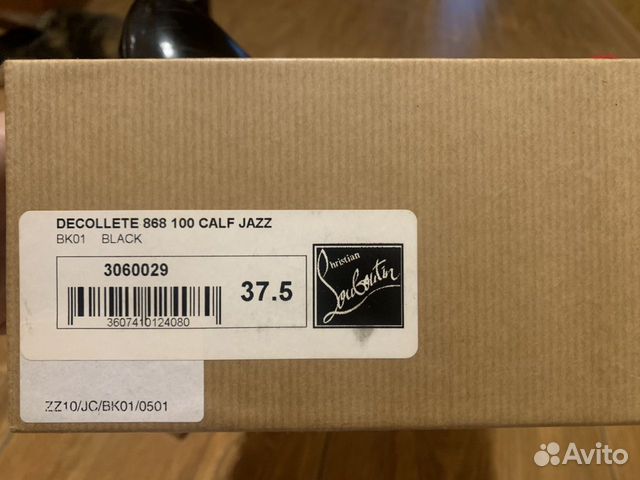 DECOLLETE 868 100 CALF JAZZ
BK01 BLACK
3060029
3607410124080
37.5
Christian
Louboutin
ZZ10/JC/BK01/0501
Avito